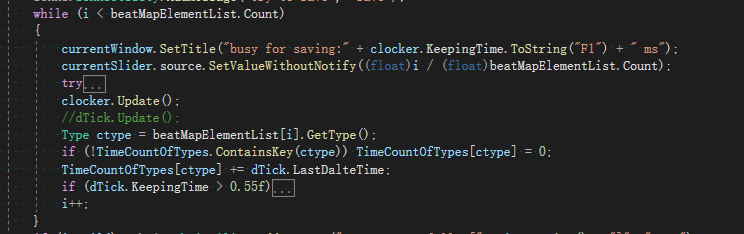 while (i < beatMapElementList.Count)
{
currentWindow.SetTitle("busy for saving:" + clocker.KeepingTime.ToString("F1") + " ms");
currentSlider.source.SetValueWithoutNotify((float)i / (float)beatMapElementList.Count);
try...
clocker.Update();
//dTick.Update();
Type ctype = beatMapElementList[i].GetType();
if (!TimeCountOfTypes.ContainsKey(ctype)) TimeCountOfTypes[ctype] = 0;
TimeCountOfTypes[ctype] += dTick.LastDalteTime;
if (dTick.KeepingTime > 0.55f)...
i++;
}